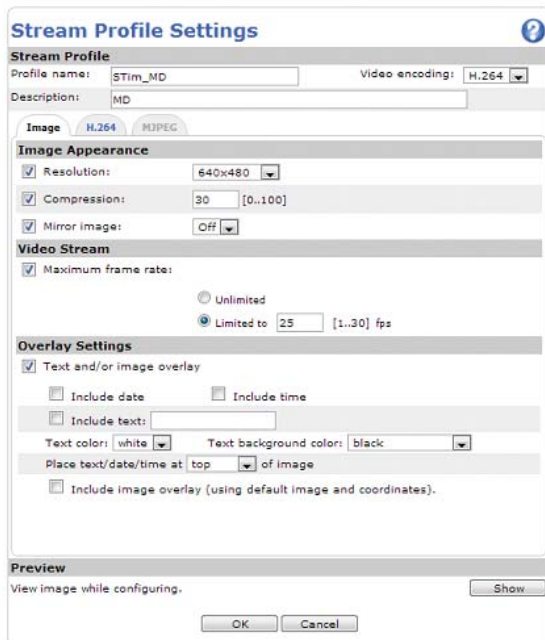 Stream Profile Settings ?
Stream Profile
Profile name: STim_MD Video encoding: H.264
Description: MD
Image H.264 MJPEG
Image Appearance
Resolution: 640x480
Compression: 30 [0..100]
Mirror image: Off
Video Stream
Maximum frame rate:
Unlimited
Limited to 25 [1..30] fps
Overlay Settings
Text and/or image overlay
Include date Include time
Include text:
Text color: white Text background color: black
Place text/date/time at top of image
Include image overlay (using default image and coordinates).
Preview
View image while configuring. Show
OK Cancel